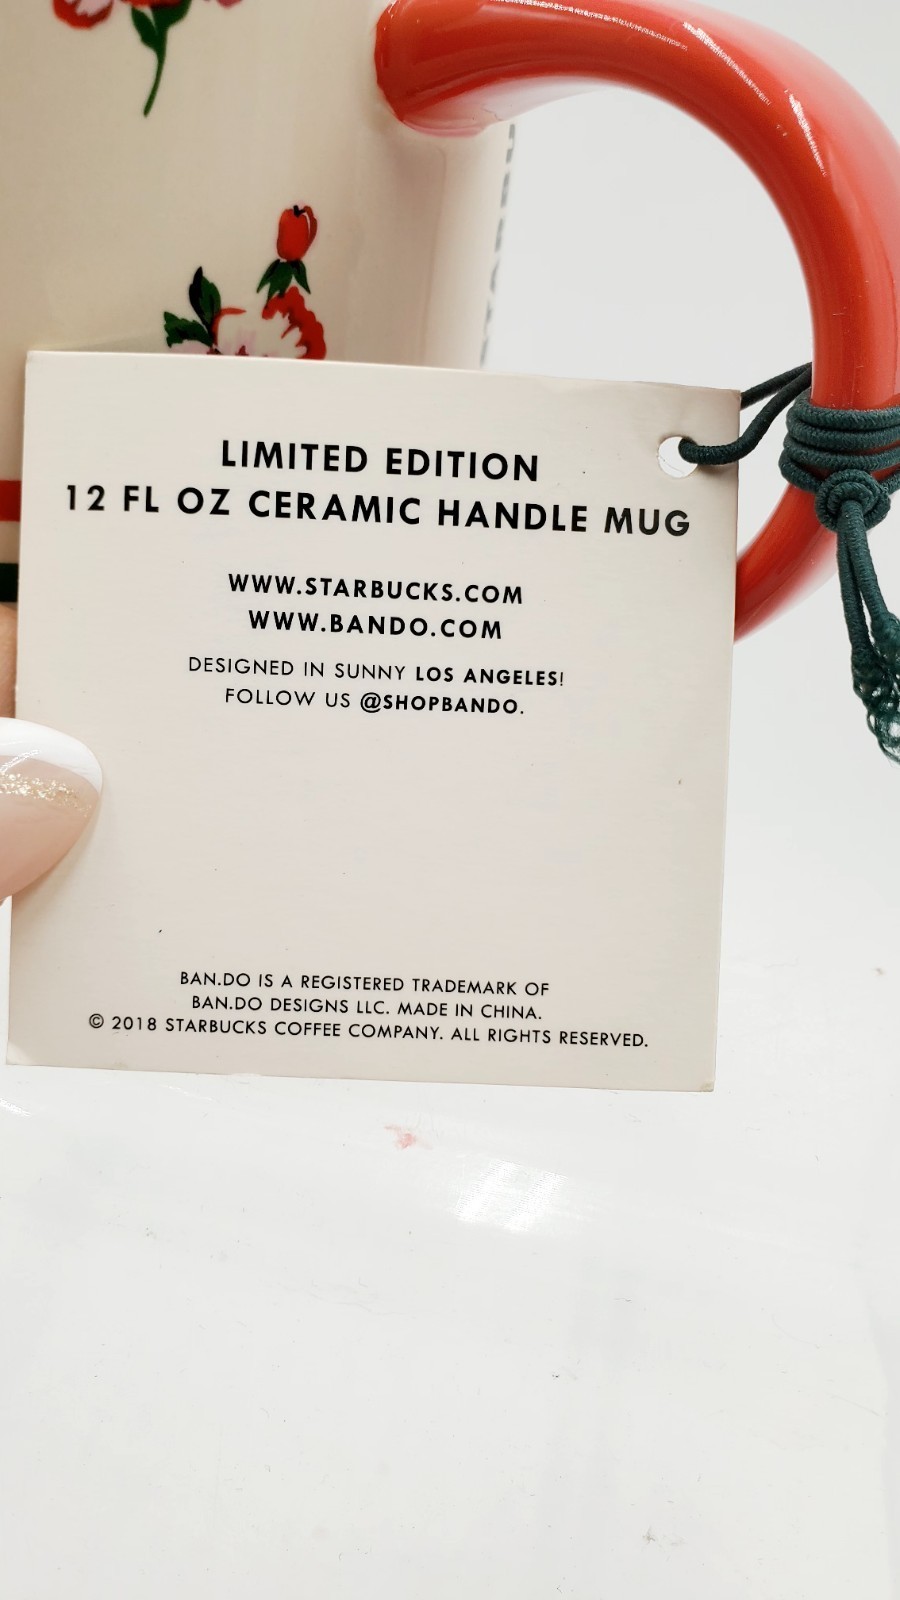 LIMITED EDITION
12 FL OZ CERAMIC HANDLE MUG
WWW.STARBUCKS.COM
WWW.BANDO.COM
DESIGNED IN SUNNY LOS ANGELES!
FOLLOW US @SHOPBANDO.
BAN.DO IS A REGISTERED TRADEMARK OF
BAN.DO DESIGNS LLC. MADE IN CHINA.
© 2018 STARBUCKS COFFEE COMPANY. ALL RIGHTS RESERVED.